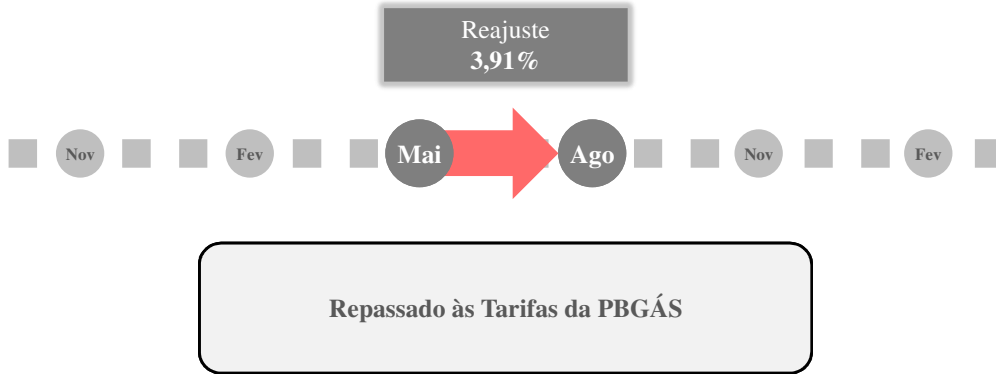 Reajuste
3,91%
Nov
Fev
Mai
Ago
Nov
Fev
Repassado às Tarifas da PBGÁS